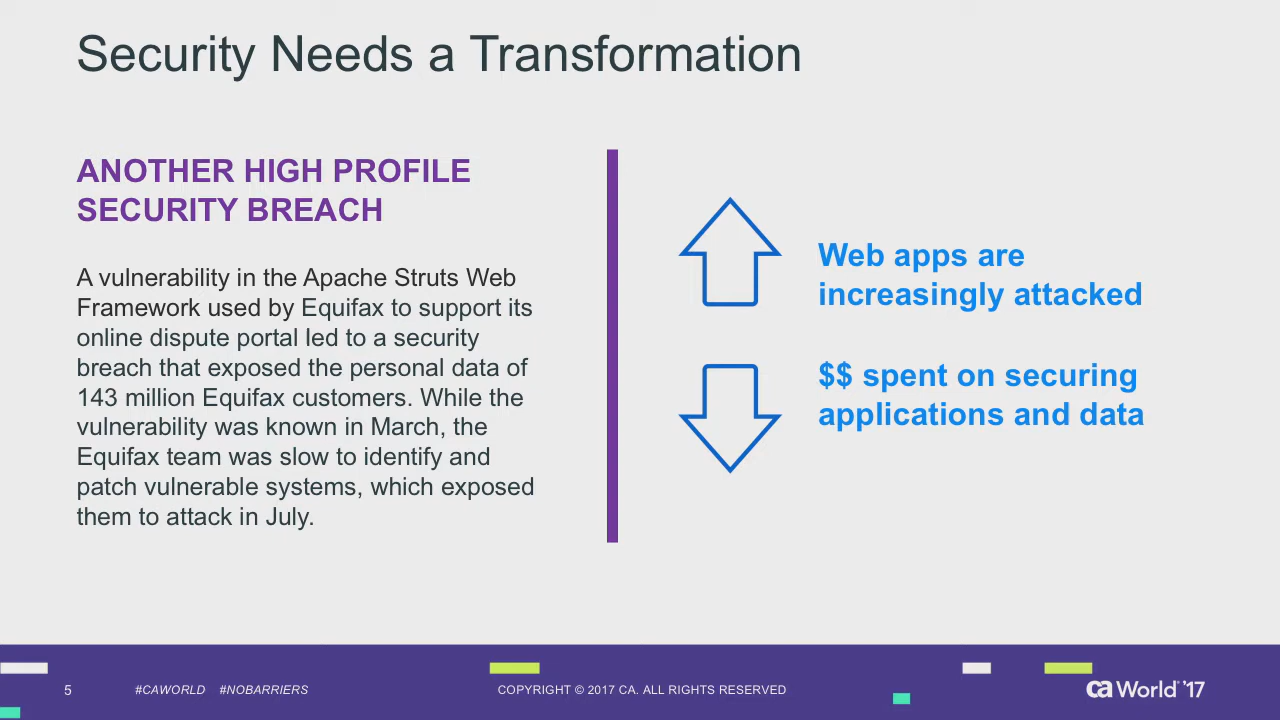 Security Needs a Transformation
ANOTHER HIGH PROFILE
SECURITY BREACH
A vulnerability in the Apache Struts Web
Framework used by Equifax to support its
online dispute portal led to a security
breach that exposed the personal data of
143 million Equifax customers. While the
vulnerability was known in March, the
Equifax team was slow to identify and
patch vulnerable systems, which exposed
them to attack in July.
Web apps are
increasingly attacked
$$ spent on securing
applications and data
5
#CAWORLD #NOBARRIERS
COPYRIGHT © 2017 CA. ALL RIGHTS RESERVED
ca World '17